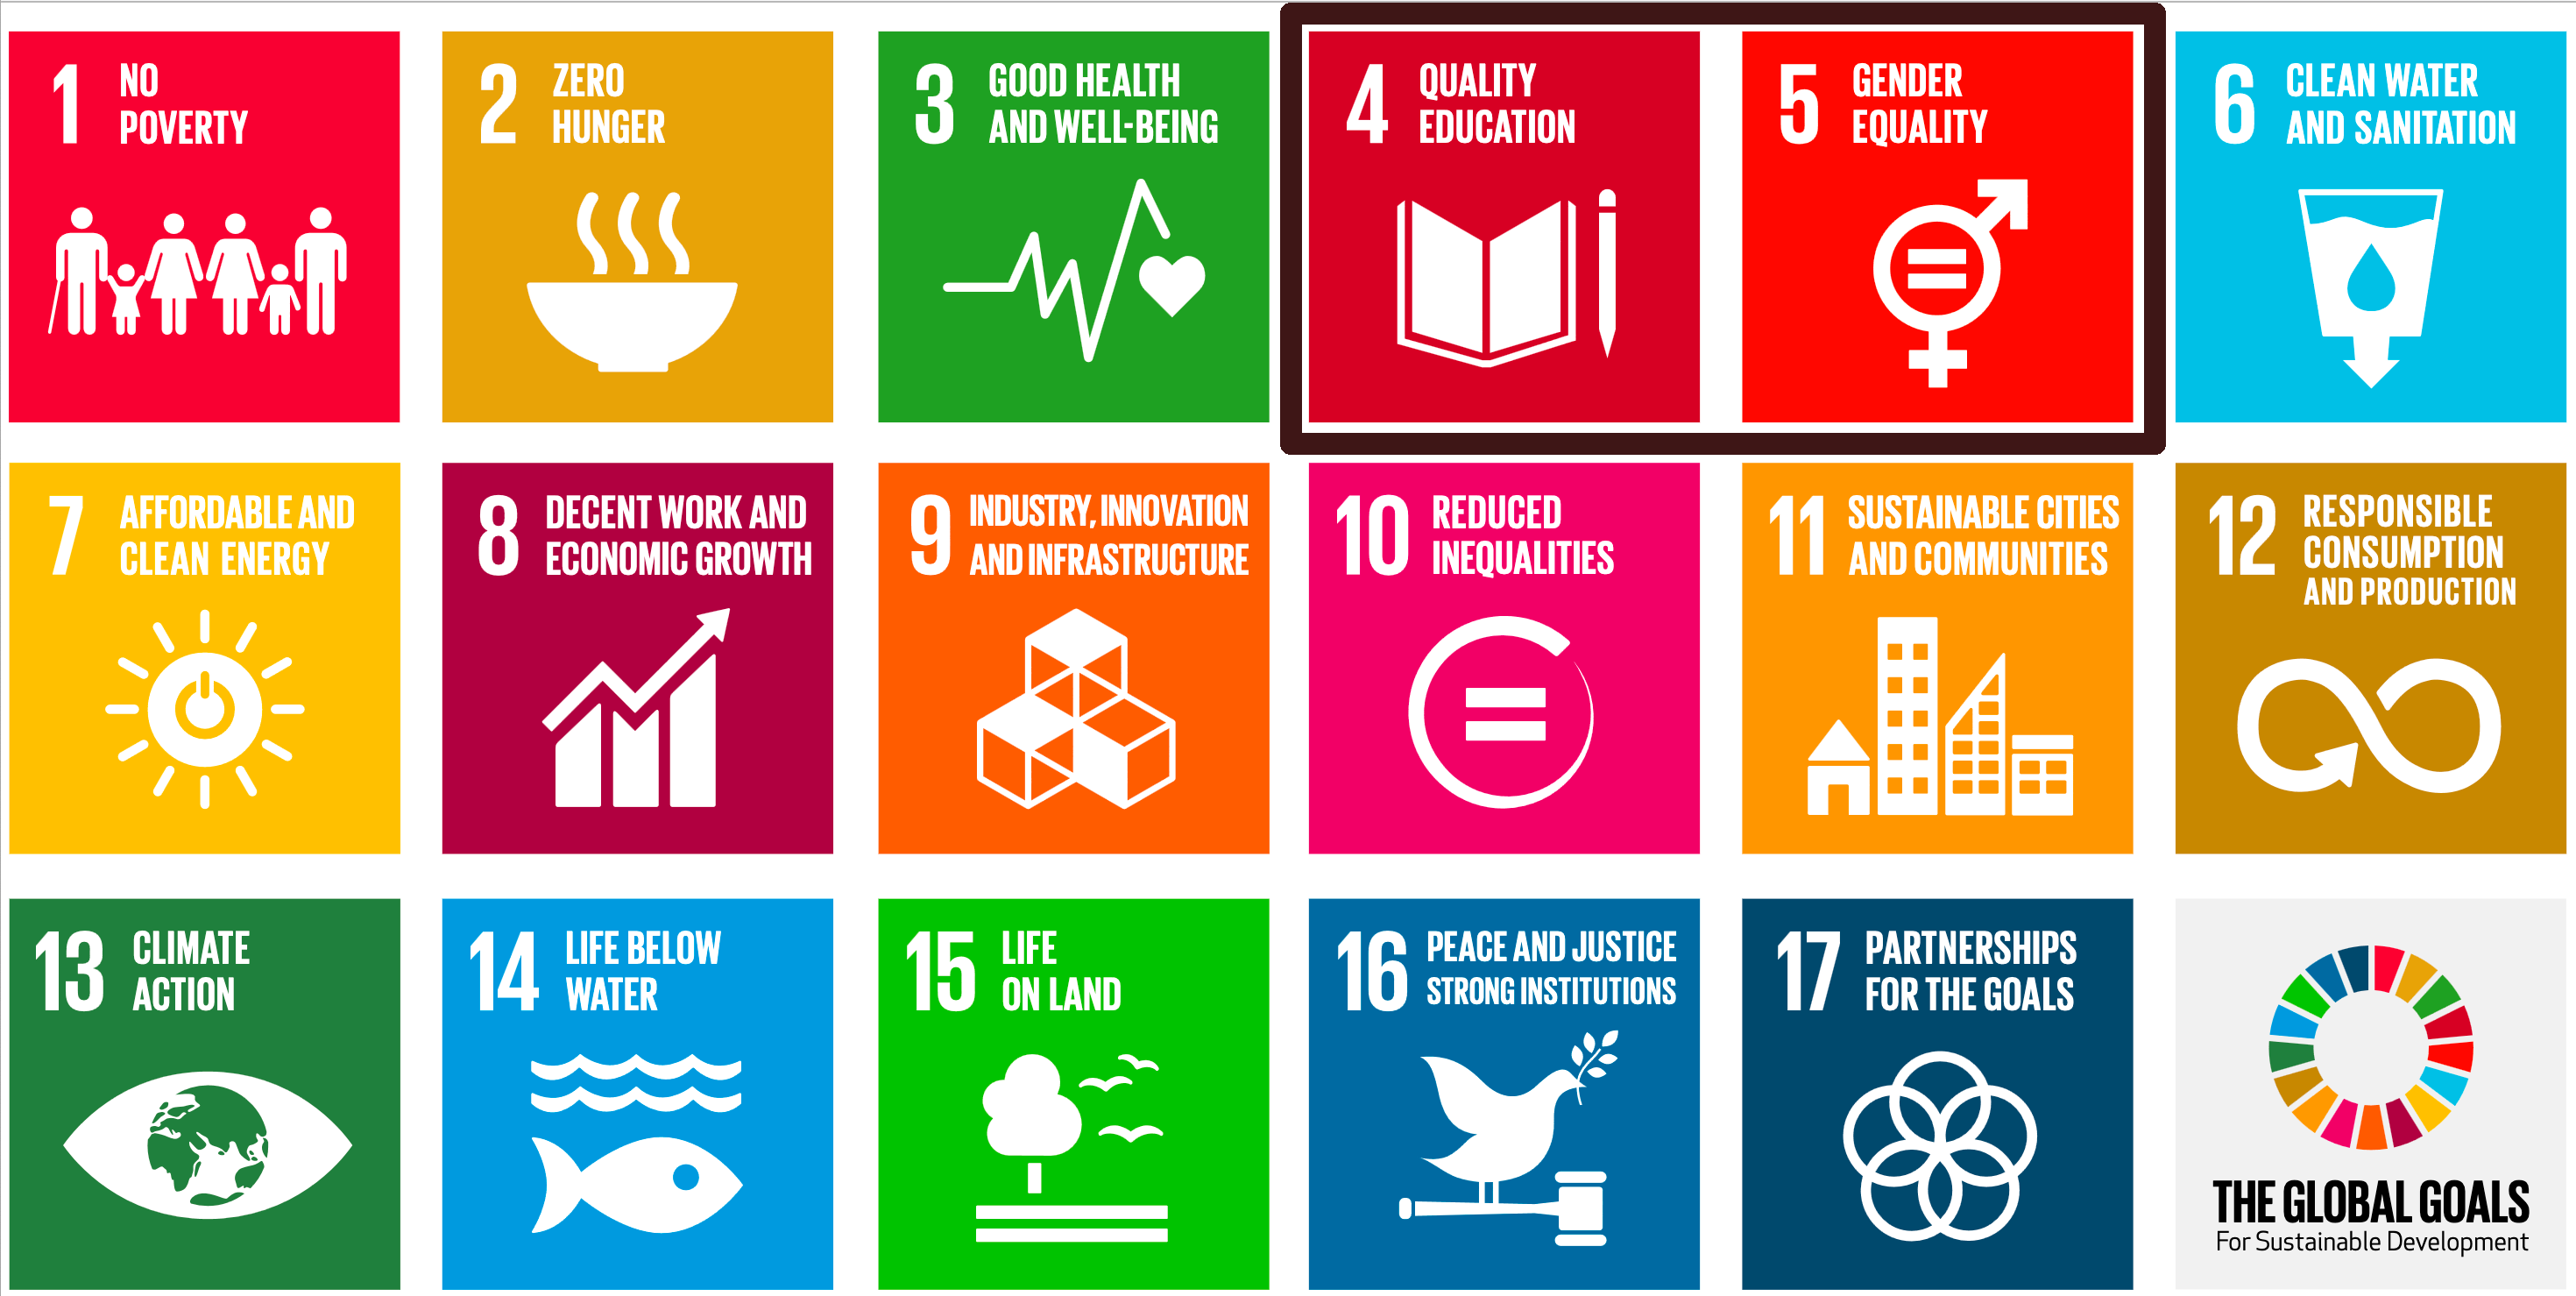 1 NO
POVERTY
2 ZERO
HUNGER
3 GOOD HEALTH
AND WELL-BEING
4 QUALITY
EDUCATION
5 GENDER
EQUALITY
6 CLEAN WATER
AND SANITATION
7 AFFORDABLE AND
CLEAN ENERGY
8 DECENT WORK AND
ECONOMIC GROWTH
9 INDUSTRY, INNOVATION
AND INFRASTRUCTURE
10 REDUCED
INEQUALITIES
11 SUSTAINABLE CITIES
AND COMMUNITIES
12 RESPONSIBLE
CONSUMPTION
AND PRODUCTION
13 CLIMATE
ACTION
14 LIFE BELOW
WATER
15 LIFE
ON LAND
16 PEACE AND JUSTICE
STRONG INSTITUTIONS
17 PARTNERSHIPS
FOR THE GOALS
THE GLOBAL GOALS
For Sustainable Development